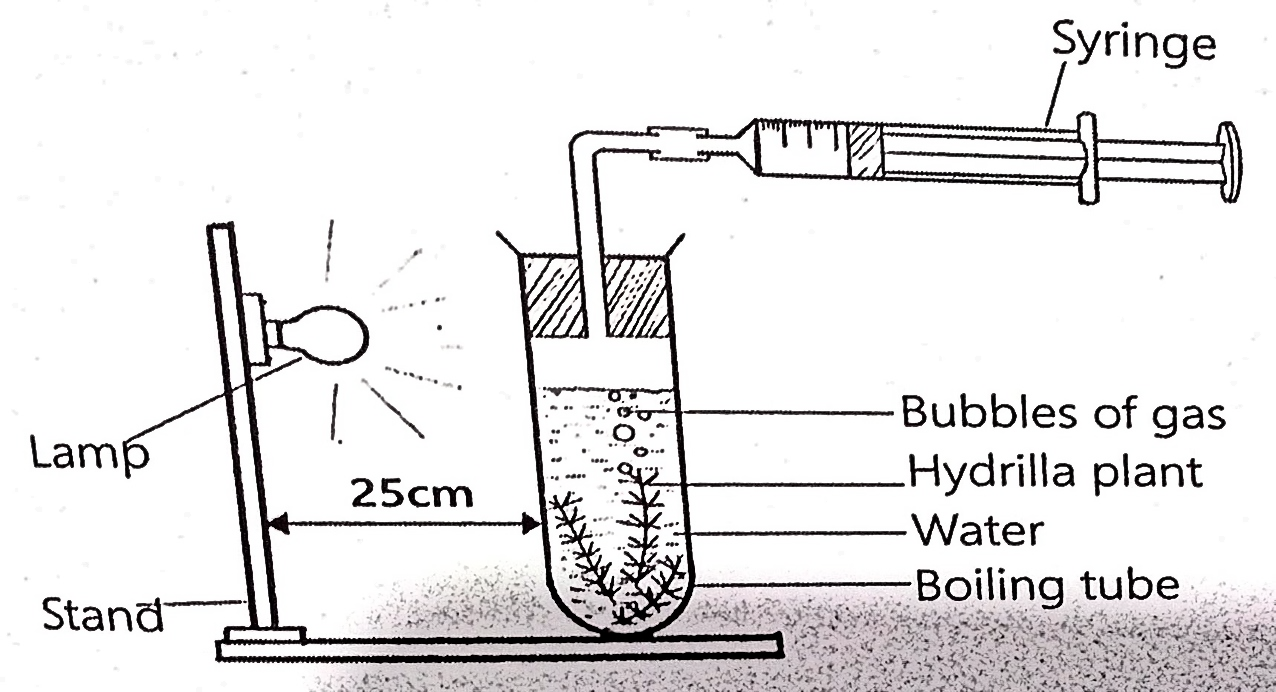 Syringe
Lamp
25cm
Bubbles of gas
Hydrilla plant
Water
Boiling tube
Stand